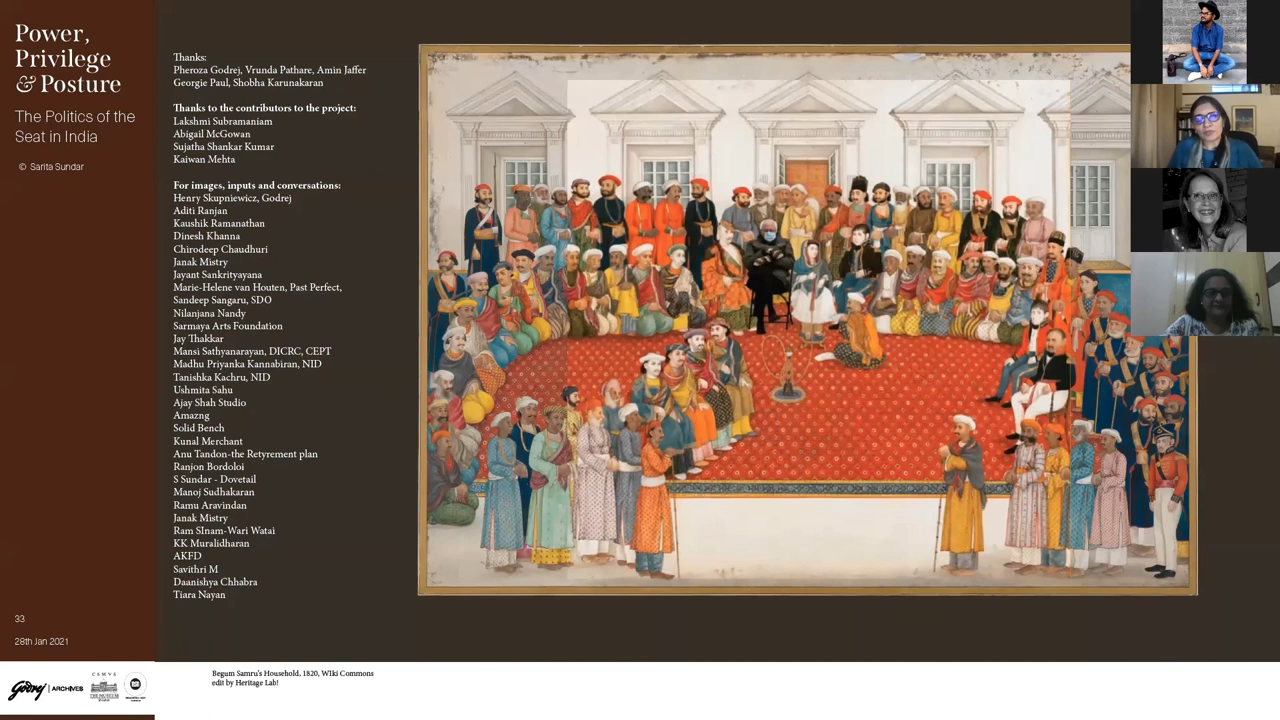 Power,
Privilege
& Posture
The Politics of the
Seat in India
© Sarita Sundar
Thanks:
Pheroza Godrej, Vrunda Pathare, Amin Jaffer
Georgie Paul, Shobha Karunakaran
Thanks to the contributors to the project:
Lakshmi Subramaniam
Abigail McGowan
Sujatha Shankar Kumar
Kaiwan Mehta
For images, inputs and conversations:
Henry Skupniewicz, Godrej
Aditi Ranjan
Kaushik Ramanathan
Dinesh Khanna
Chirodeep Chaudhuri
Janak Mistry
Jayant Sankrityayana
Marie-Helene van Houten, Past Perfect,
Sandeep Sangaru, SDO
Nilanjana Nandy
Sarmaya Arts Foundation
Jay Thakkar
Mansi Sathyanarayan, DICRC, CEPT
Madhu Priyanka Kannabiran, NID
Tanishka Kachru, NID
Ushmita Sahu
Ajay Shah Studio
Amazng
Solid Bench
Kunal Merchant
Anu Tandon-the Retyrement plan
Ranjon Bordoloi
S Sundar - Dovetail
Manoj Sudhakaran
Ramu Aravindan
Janak Mistry
Ram SInam-Wari Watai
KK Muralidharan
AKFD
Savithri M
Daanishya Chhabra
Tiara Nayan
33
28th Jan 2021
Godrej | ARCHIVES
CSMVS
THE MUSEUM
Begum Samru's Household, 1820, WIki Commons
edit by Heritage Lab!